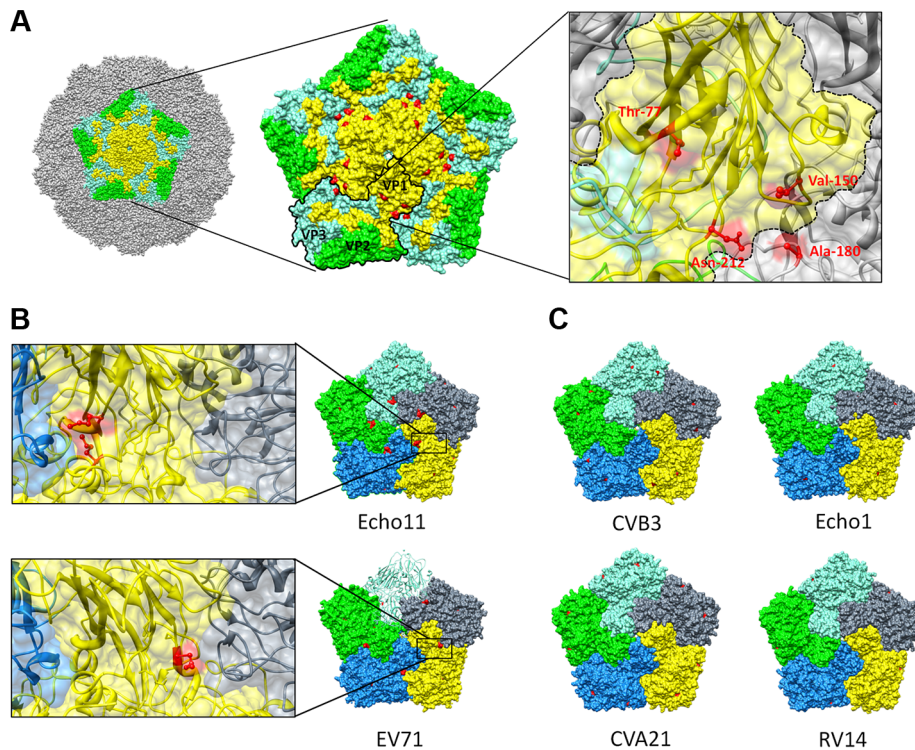 A
VP1
VP3
VP2
Thr-77
Val-150
Asn-212
Ala-180
B
C
Echo11
CVB3
Echo1
EV71
CVA21
RV14